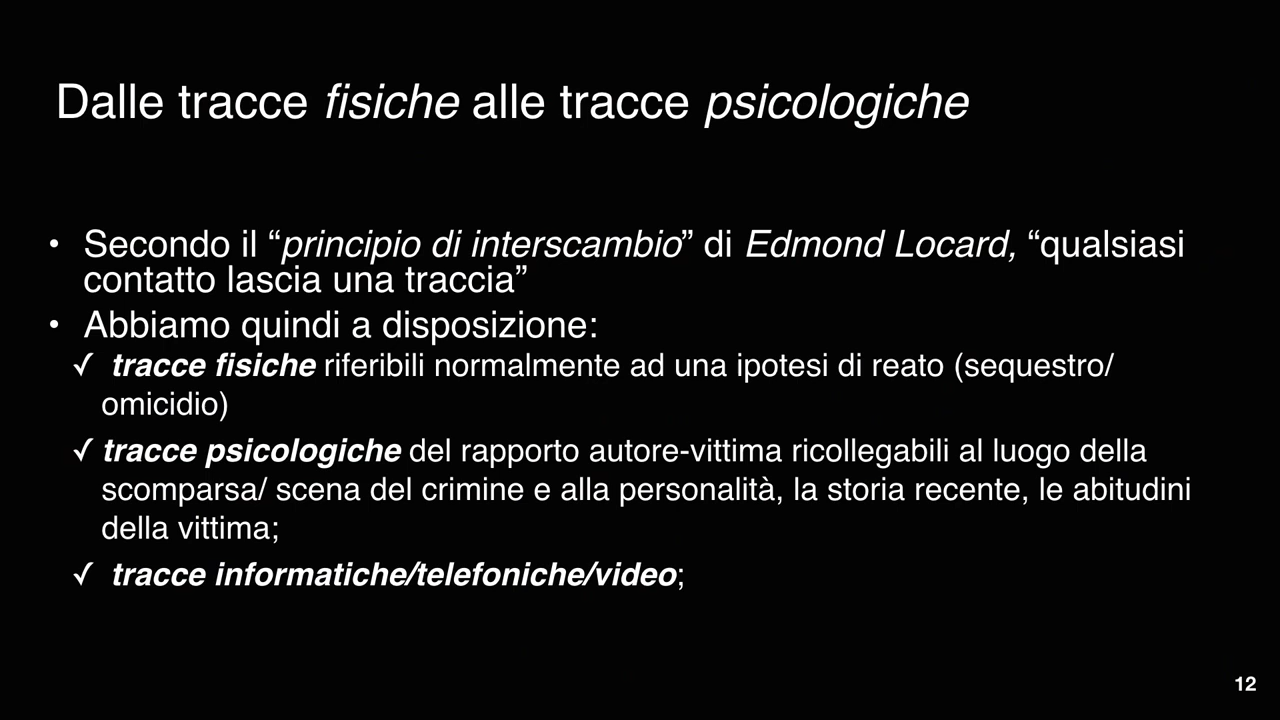 Dalle tracce fisiche alle tracce psicologiche
• Secondo il “principio di interscambio” di Edmond Locard, “qualsiasi
contatto lascia una traccia”
• Abbiamo quindi a disposizione:
✓ tracce fisiche riferibili normalmente ad una ipotesi di reato (sequestro/
omicidio)
✓ tracce psicologiche del rapporto autore-vittima ricollegabili al luogo della
scomparsa/ scena del crimine e alla personalità, la storia recente, le abitudini
della vittima;
✓ tracce informatiche/telefoniche/video;
12